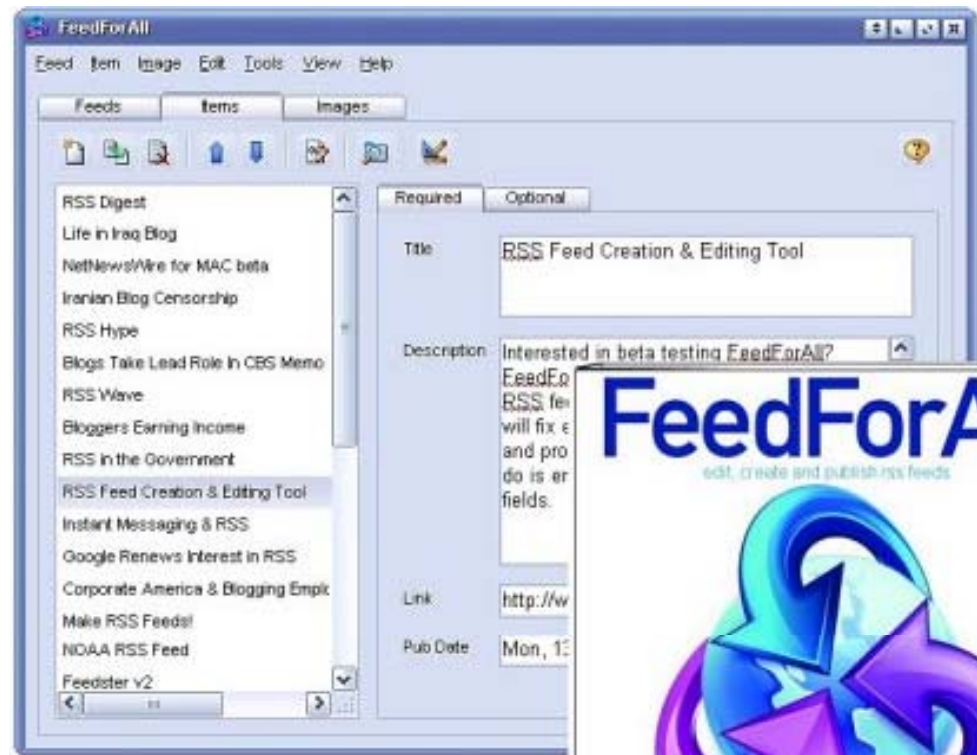 FeedForAll
Feed Item Image Edit Tools View Help
Feeds Items Images
RSS Digest
Life in Iraq Blog
NetNewsWire for MAC beta
Iranian Blog Censorship
RSS Hype
Blogs Take Lead Role In CBS Memo
RSS Wave
Bloggers Earning Income
RSS in the Government
RSS Feed Creation & Editing Tool
Instant Messaging & RSS
Google Renews Interest in RSS
Corporate America & Blogging Emplo
Make RSS Feeds!
NOAA RSS Feed
Feedster v2
Required Optional
Title
RSS Feed Creation & Editing Tool
Description
Interested in beta testing FeedForAll?
FeedFo
RSS fe
will fix e
and pro
do is er
fields.
Link
http://w
Pub Date
Mon, 13
FeedForA
edit, create and publish rss feeds